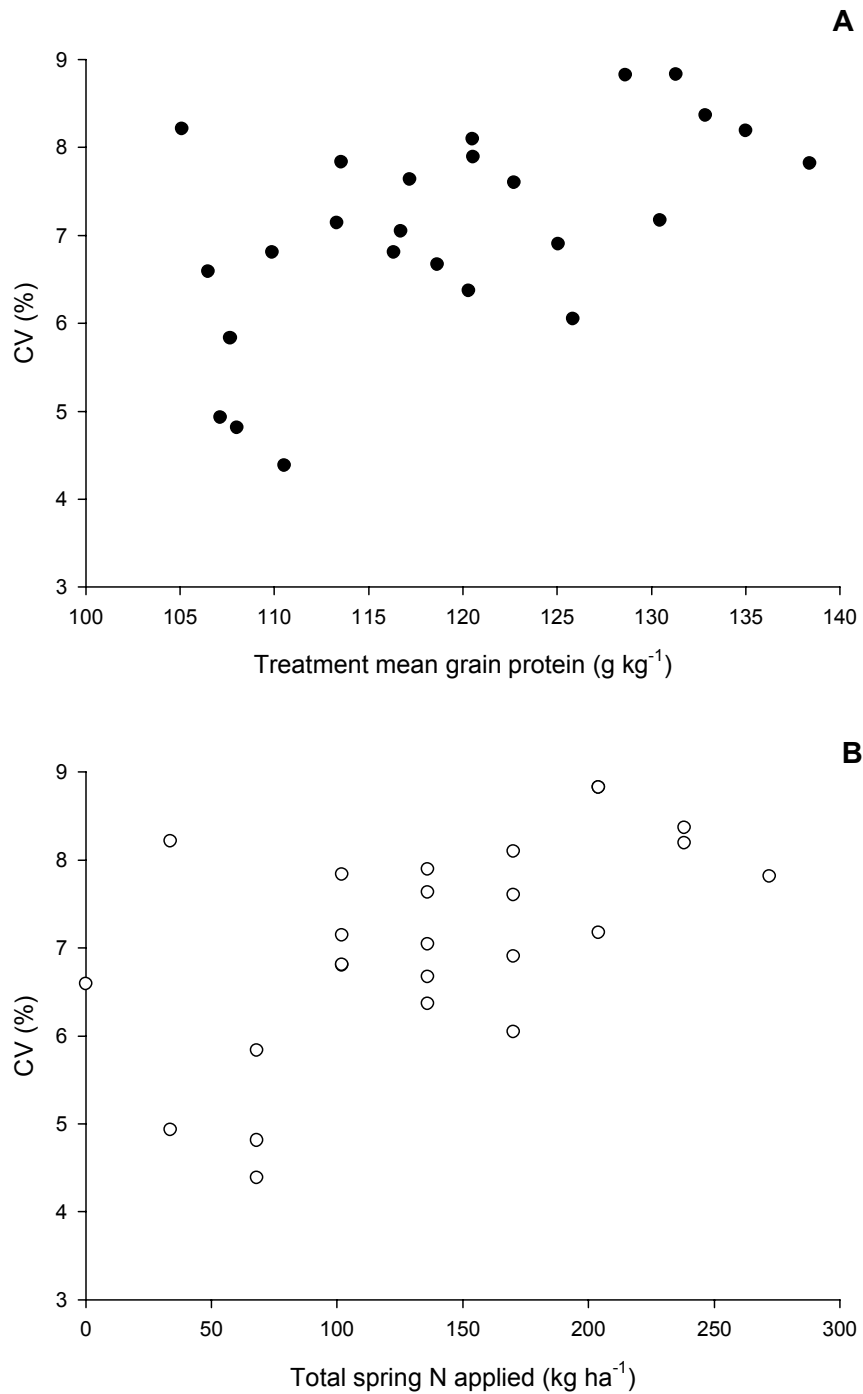 A
9
8
7
6
5
4
3
CV (%)
100 105 110 115 120 125 130 135 140
Treatment mean grain protein (g kg⁻¹)
B
9
8
7
6
5
4
3
CV (%)
0 50 100 150 200 250 300
Total spring N applied (kg ha⁻¹)